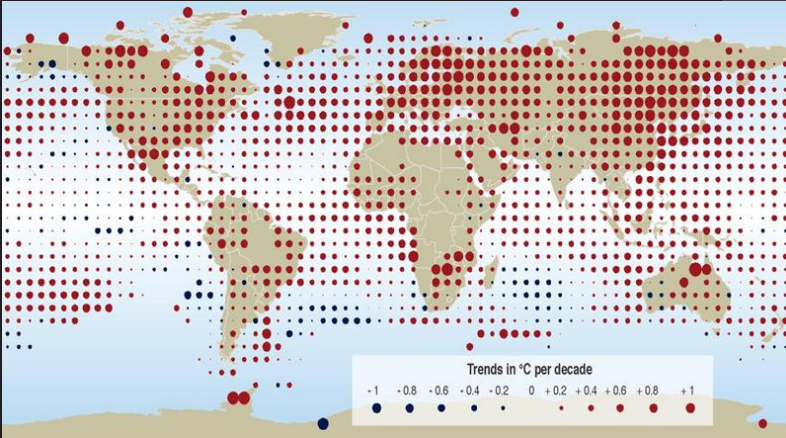 Trends in °C per decade
- 1 - 0.8 - 0.6 - 0.4 - 0.2 0 + 0.2 + 0.4 + 0.6 + 0.8 + 1